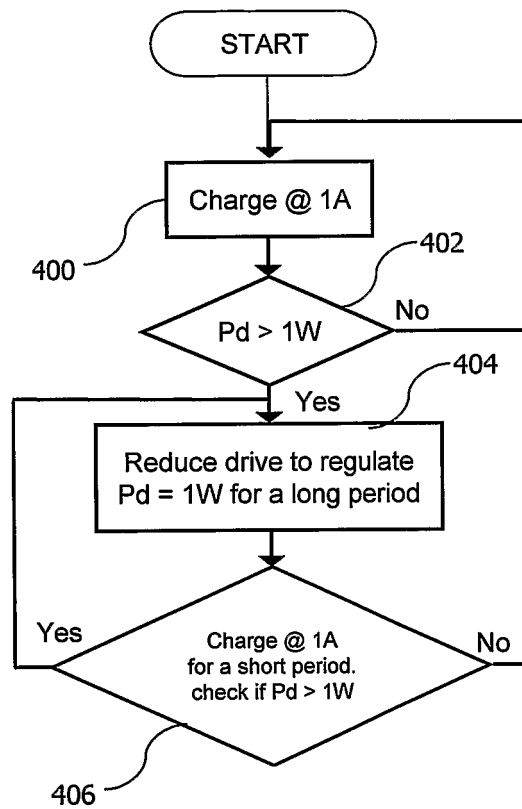 START
Charge @ 1A
400
402
Pd > 1W
No
Yes
404
Reduce drive to regulate
Pd = 1W for a long period
Yes
Charge @ 1A
for a short period.
check if Pd > 1W
No
406